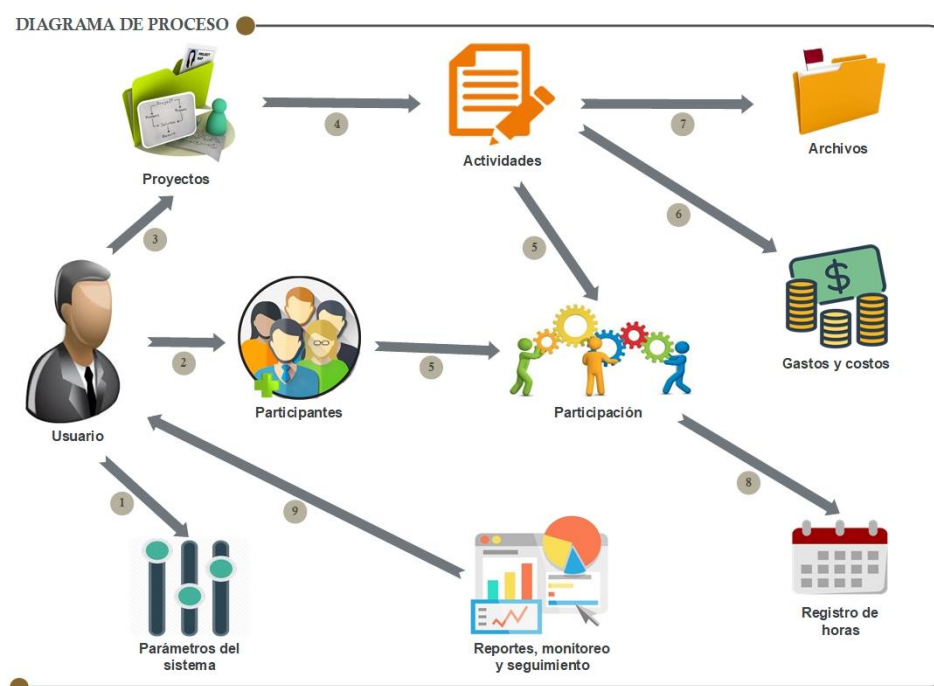 DIAGRAMA DE PROCESO
4
7
Proyectos
Actividades
Archivos
3
5
6
$
2
5
Participantes
Participación
Gastos y costos
Usuario
1
9
8
Parámetros del
sistema
Reportes, monitoreo
y seguimiento
Registro de
horas